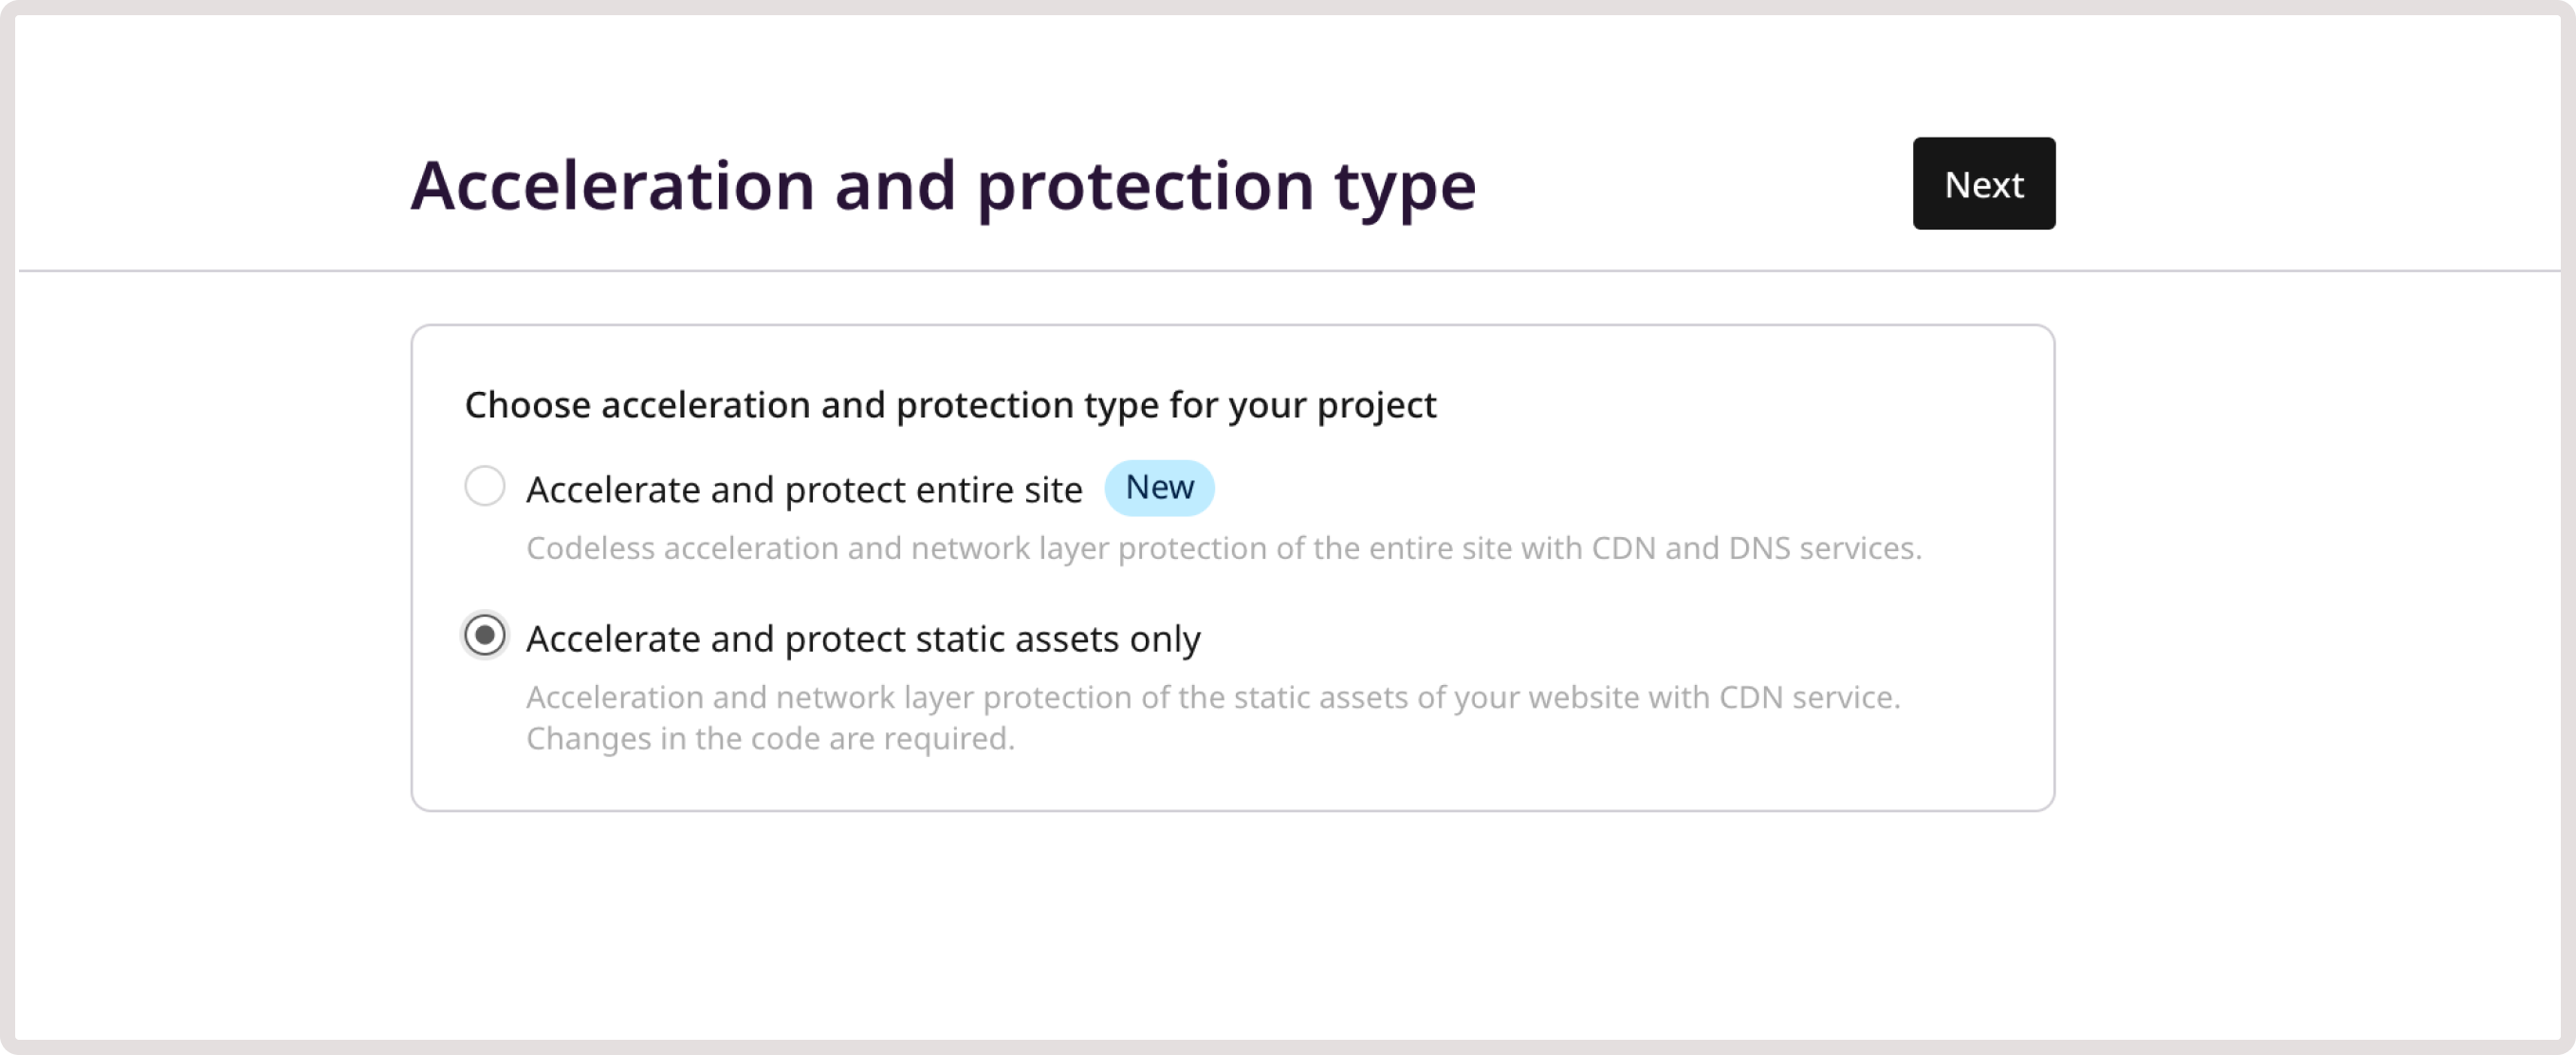 Acceleration and protection type
Next
Choose acceleration and protection type for your project
Accelerate and protect entire site New
Codeless acceleration and network layer protection of the entire site with CDN and DNS services.
Accelerate and protect static assets only
Acceleration and network layer protection of the static assets of your website with CDN service.
Changes in the code are required.